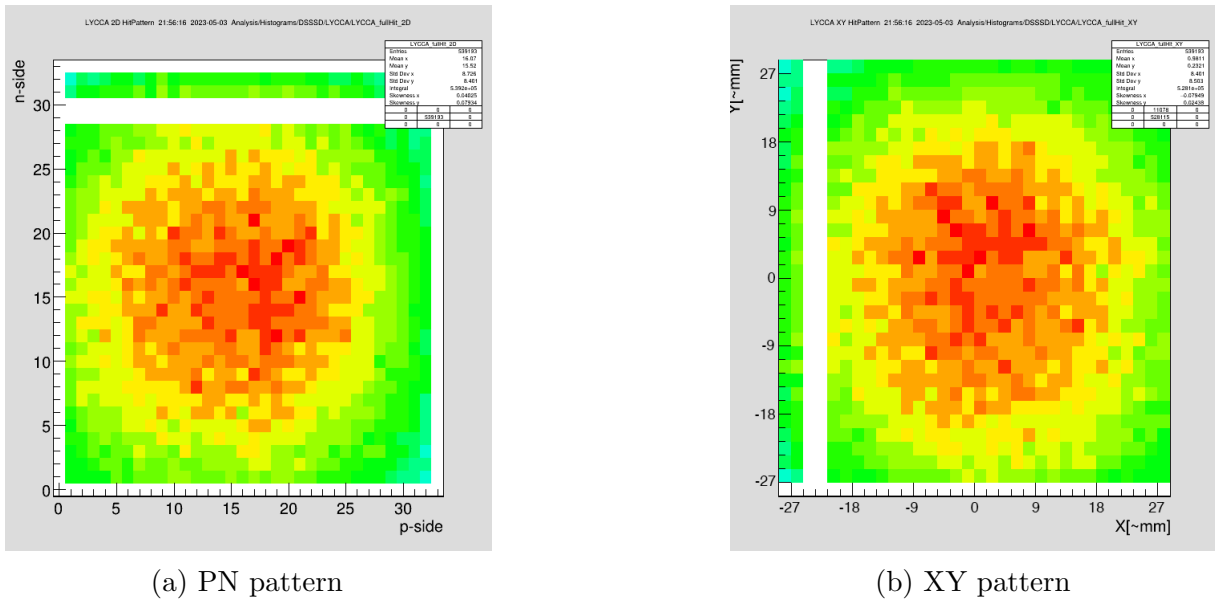 LYCCA 2D HitPattern 21:56:16 2023-05-03 Analysis/Histograms/DSSSD/LYCCA/LYCCA_fullHit_2D
LYCCA_fullHit_2D
Entries 539193
Mean x 16.07
Mean y 15.52
Std Dev x 8.726
Std Dev y 8.401
Integral 5.392e+05
Skewness x 0.04025
Skewness y 0.07934
0 0 0
0 539193 0
0 0 0
n-side
30
25
20
15
10
5
0
0 5 10 15 20 25 30
p-side
(a) PN pattern
LYCCA XY HitPattern 21:56:16 2023-05-03 Analysis/Histograms/DSSSD/LYCCA/LYCCA_fullHit_XY
LYCCA_fullHit_XY
Entries 539193
Mean x 0.9811
Mean y 0.2321
Std Dev x 8.401
Std Dev y 8.503
Integral 5.281e+05
Skewness x -0.07949
Skewness y 0.02438
0 11078 0
0 528115 0
0 0 0
Y[~mm]
27
18
9
0
-9
-18
-27
-27 -18 -9 0 9 18 27
X[~mm]
(b) XY pattern